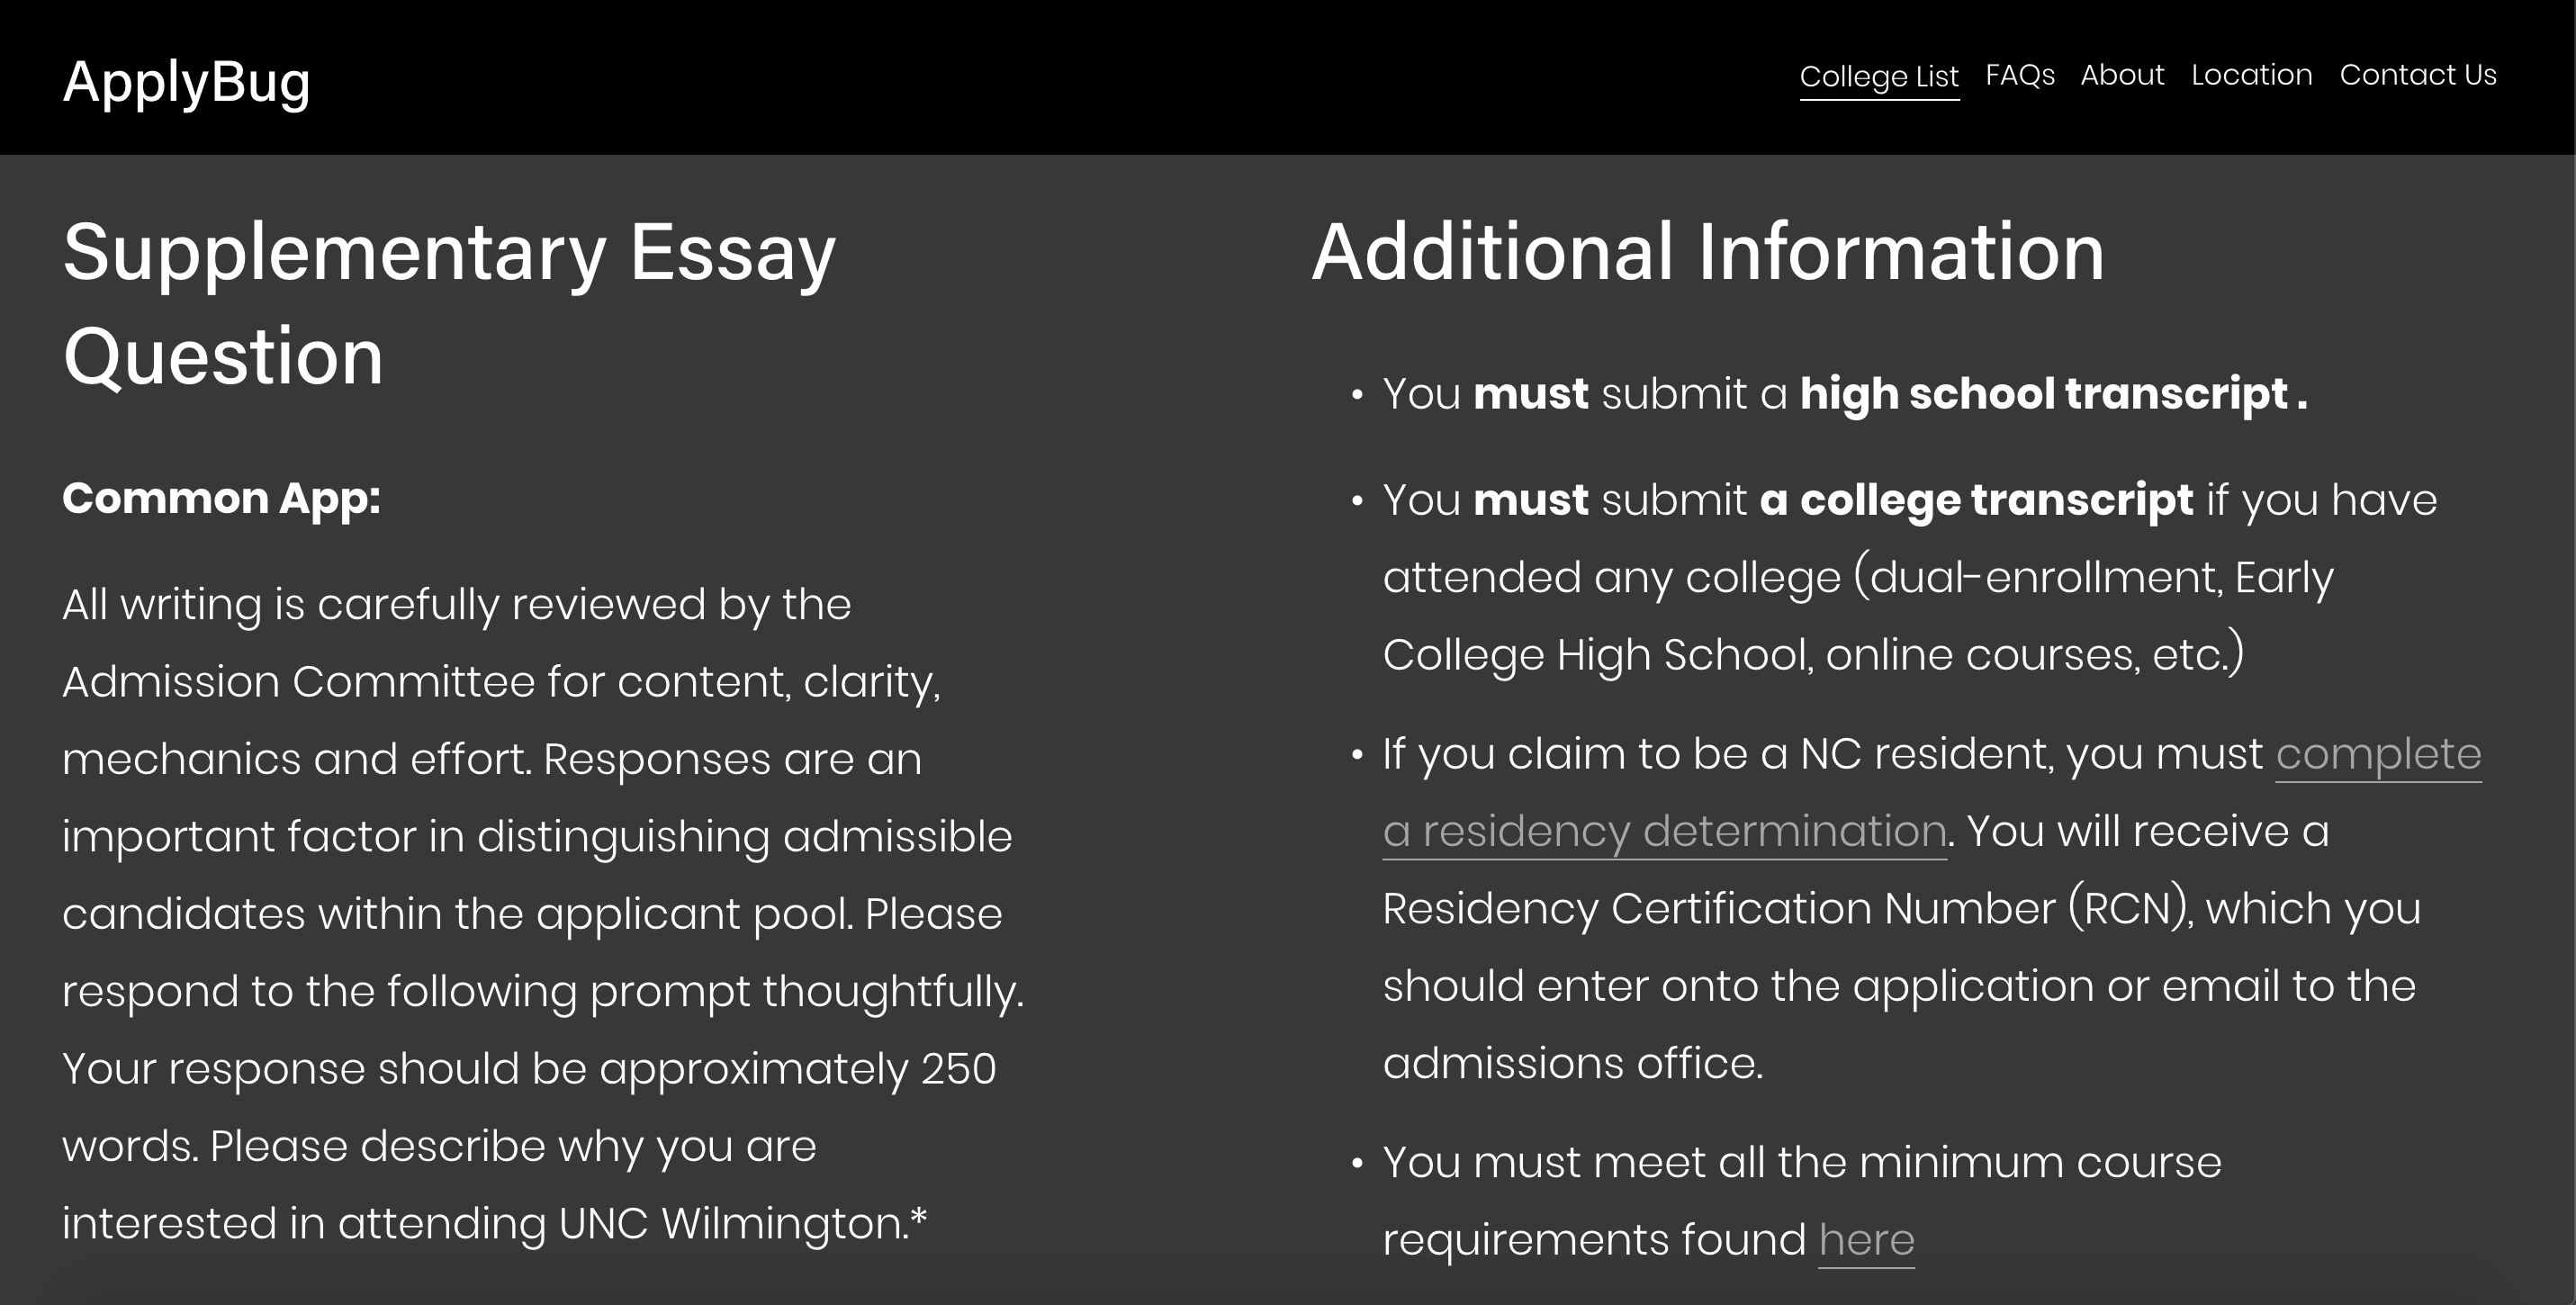 ApplyBug
College List FAQs About Location Contact Us
Supplementary Essay
Question
Common App:
All writing is carefully reviewed by the
Admission Committee for content, clarity,
mechanics and effort. Responses are an
important factor in distinguishing admissible
candidates within the applicant pool. Please
respond to the following prompt thoughtfully.
Your response should be approximately 250
words. Please describe why you are
interested in attending UNC Wilmington.*
Additional Information
• You must submit a high school transcript .
• You must submit a college transcript if you have
attended any college (dual-enrollment, Early
College High School, online courses, etc.)
• If you claim to be a NC resident, you must complete
a residency determination. You will receive a
Residency Certification Number (RCN), which you
should enter onto the application or email to the
admissions office.
• You must meet all the minimum course
requirements found here